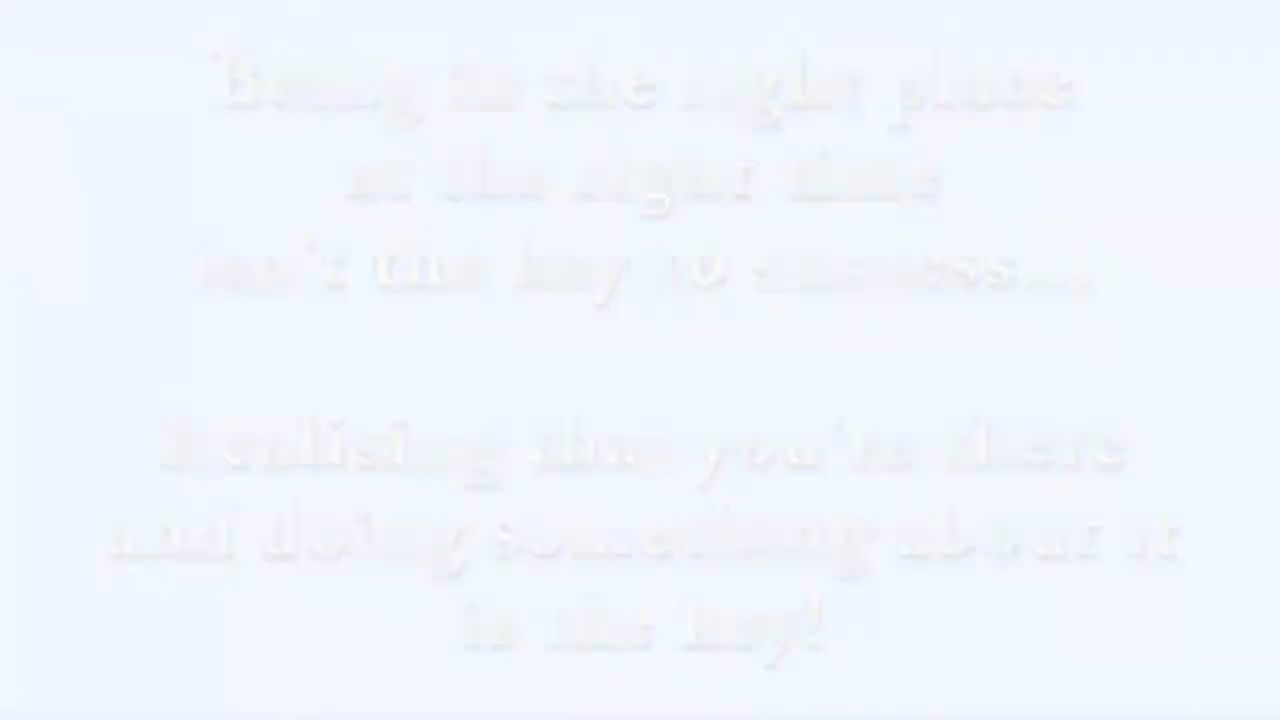 Being in the right place
at the right time
isn't the key to success...
Realising that you're there
and doing something about it
is the key!